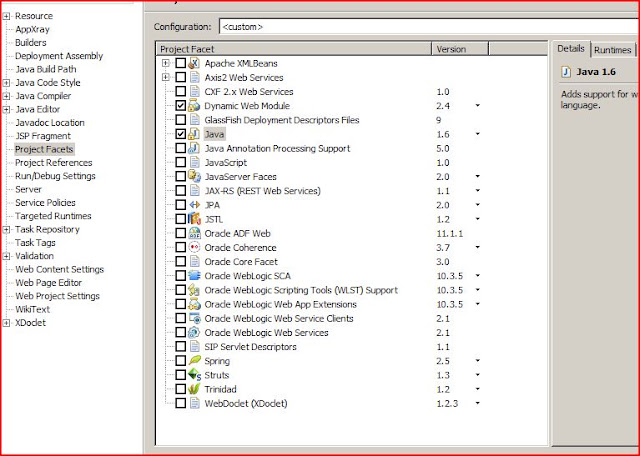 Resource
AppXray
Builders
Deployment Assembly
Java Build Path
Java Code Style
Java Compiler
Java Editor
Javadoc Location
JSP Fragment
Project Facets
Project References
Run/Debug Settings
Server
Service Policies
Targeted Runtimes
Task Repository
Task Tags
Validation
Web Content Settings
Web Page Editor
Web Project Settings
WikiText
XDoclet
Configuration: <custom>
Project Facet Version
Apache XMLBeans
Axis2 Web Services
CXF 2.x Web Services 1.0
Dynamic Web Module 2.4
GlassFish Deployment Descriptors Files 9
Java 1.6
Java Annotation Processing Support 5.0
JavaScript 1.0
JavaServer Faces 2.0
JAX-RS (REST Web Services) 1.1
JPA 2.0
JSTL 1.2
Oracle ADF Web 11.1.1
Oracle Coherence 3.7
Oracle Core Facet 3.0
Oracle WebLogic SCA 10.3.5
Oracle WebLogic Scripting Tools (WLST) Support 10.3.5
Oracle WebLogic Web App Extensions 10.3.5
Oracle WebLogic Web Service Clients 2.1
Oracle WebLogic Web Services 2.1
SIP Servlet Descriptors 1.1
Spring 2.5
Struts 1.3
Trinidad 1.2
WebDoclet (XDoclet) 1.2.3
Details Runtimes
Java 1.6
Adds support for w
language.